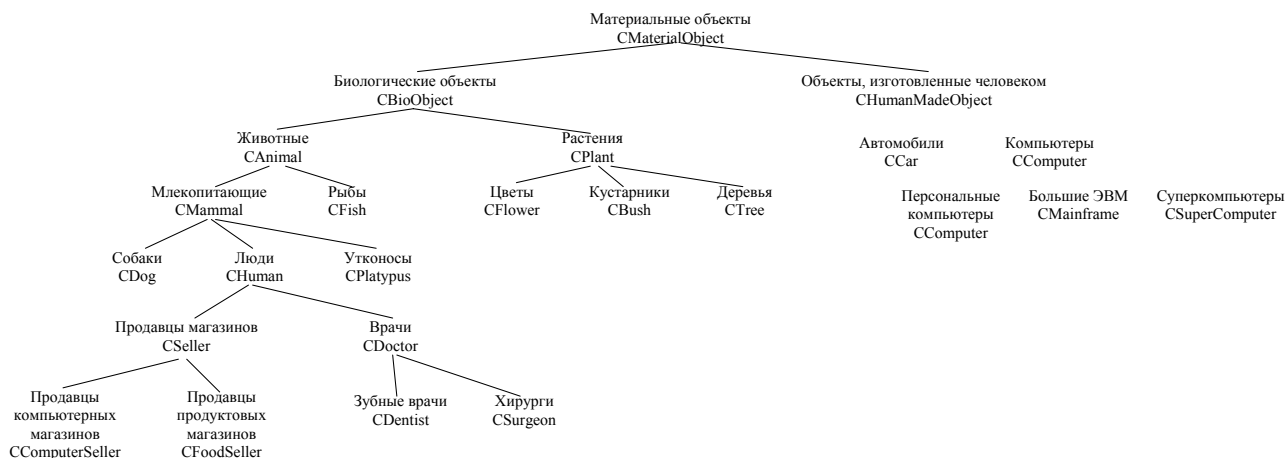 Материальные объекты
CMaterialObject
Биологические объекты
CBioObject
Объекты, изготовленные человеком
CHumanMadeObject
Животные
CAnimal
Растения
CPlant
Автомобили
CCar
Компьютеры
CComputer
Млекопитающие
CMammal
Рыбы
CFish
Цветы
CFlower
Кустарники
CBush
Деревья
CTree
Персональные
компьютеры
CComputer
Большие ЭВМ
CMainframe
Суперкомпьютеры
CSuperComputer
Собаки
CDog
Люди
CHuman
Утконосы
CPlatypus
Продавцы магазинов
CSeller
Врачи
CDoctor
Продавцы
компьютерных
магазинов
CComputerSeller
Продавцы
продуктовых
магазинов
CFoodSeller
Зубные врачи
CDentist
Хирурги
CSurgeon